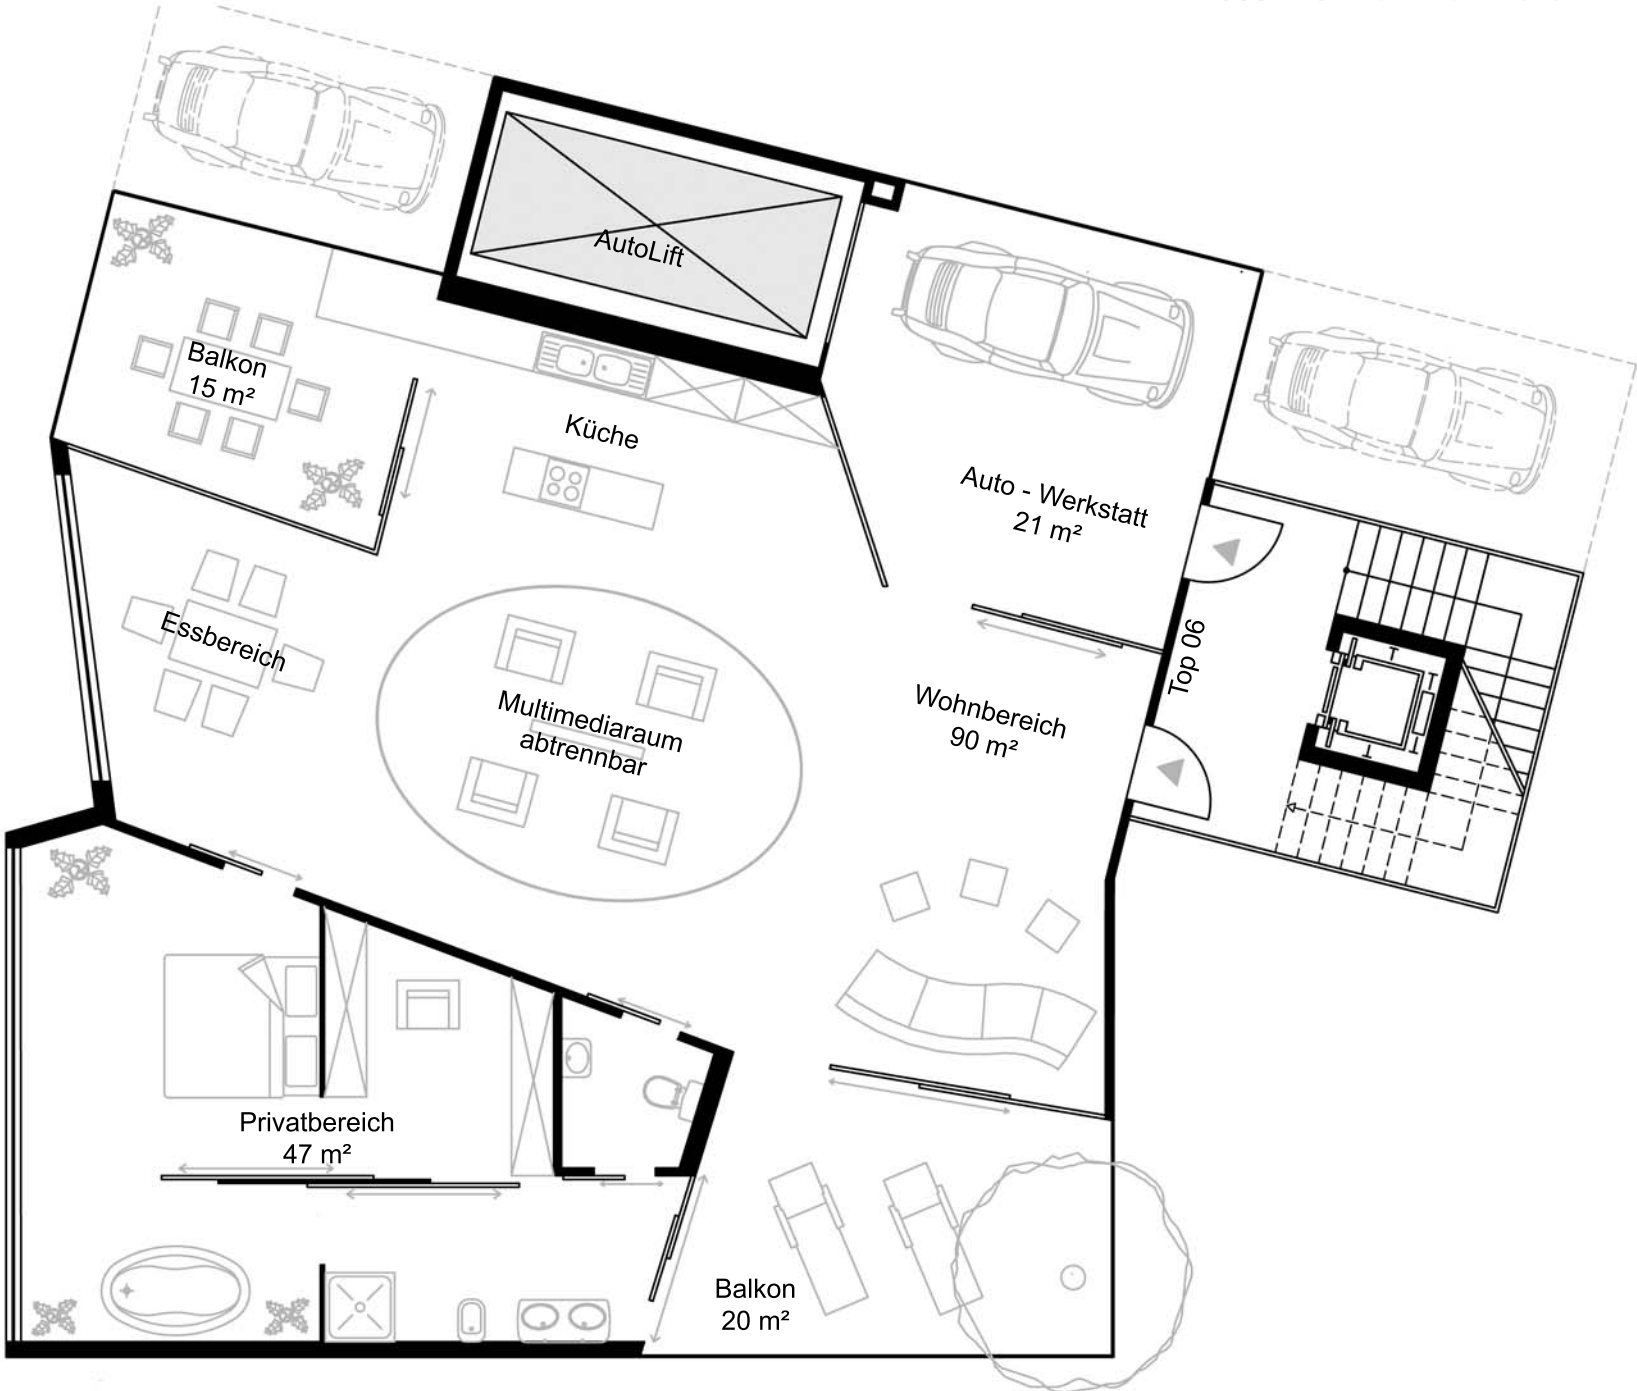 AutoLift
Balkon
15 m²
Küche
Auto - Werkstatt
21 m²
Essbereich
Multimediaraum
abtrennbar
Wohnbereich
90 m²
Top 06
Privatbereich
47 m²
Balkon
20 m²